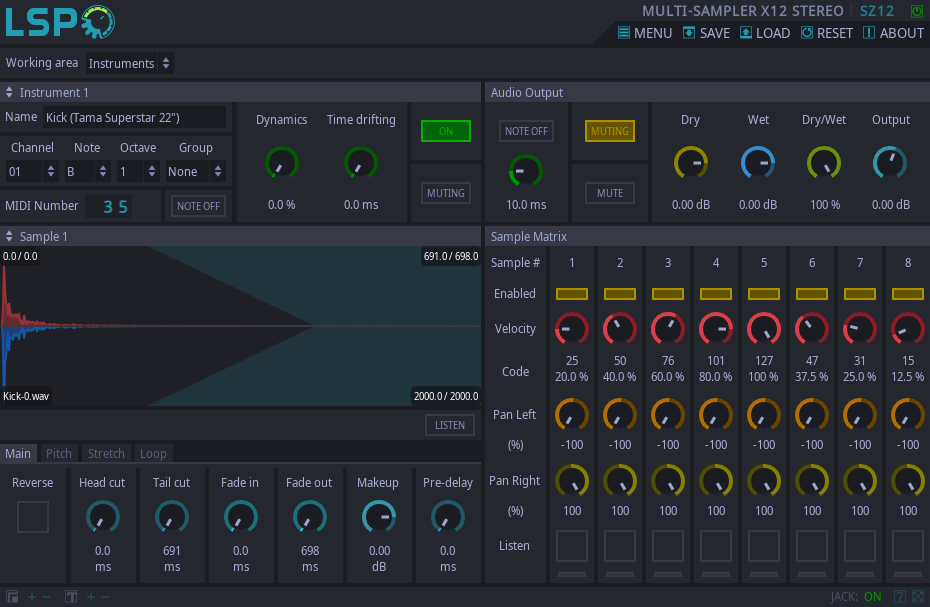 LSP
MULTI-SAMPLER X12 STEREO SZ12
MENU SAVE LOAD RESET ABOUT
Working area Instruments
Instrument 1
Name Kick (Tama Superstar 22")
Channel Note Octave Group
01 B 1 None
MIDI Number 35 NOTE OFF
Dynamics Time drifting
0.0 % 0.0 ms
ON
MUTING
Audio Output
NOTE OFF MUTING
10.0 ms MUTE
Dry Wet Dry/Wet Output
0.00 dB 0.00 dB 100 % 0.00 dB
Sample 1
0.0 / 0.0 691.0 / 698.0
Kick-0.wav 2000.0 / 2000.0
LISTEN
Main Pitch Stretch Loop
Reverse Head cut Tail cut Fade in Fade out Makeup Pre-delay
0.0 691 0.0 698 0.00 0.0
ms ms ms ms dB ms
Sample Matrix
Sample # 1 2 3 4 5 6 7 8
Enabled
Velocity
Code
25 50 76 101 127 47 31 15
20.0 % 40.0 % 60.0 % 80.0 % 100 % 37.5 % 25.0 % 12.5 %
Pan Left
(%) -100 -100 -100 -100 -100 -100 -100 -100
Pan Right
(%) 100 100 100 100 100 100 100 100
Listen
+ − T + − JACK: ON ?